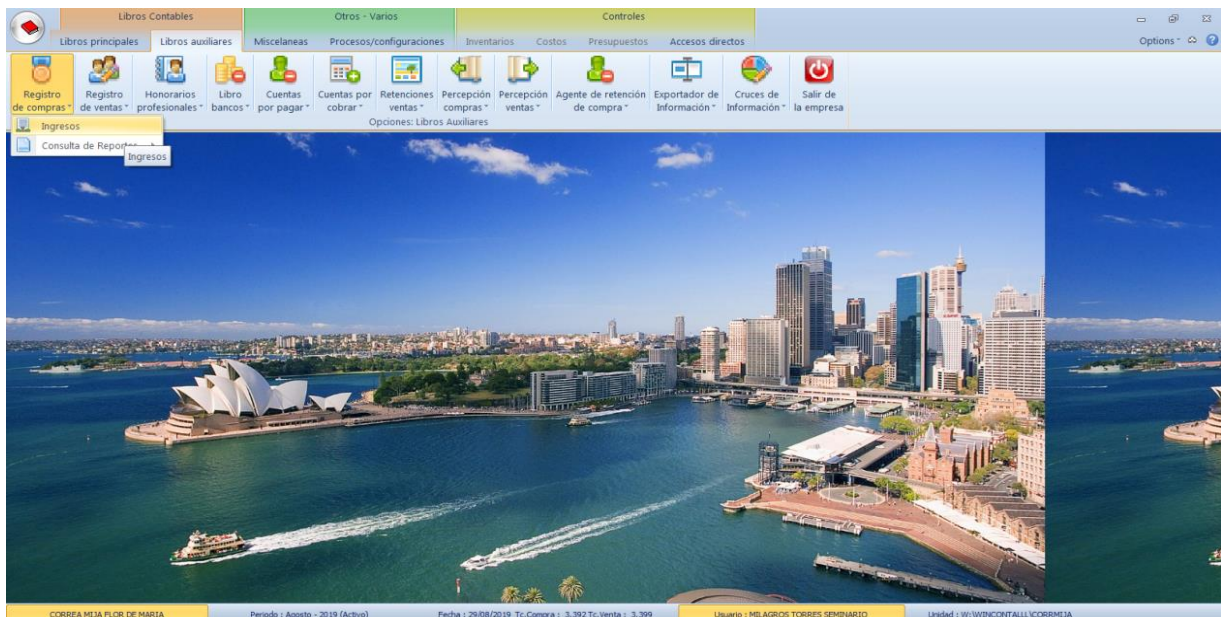 Libros Contables
Otros - Varios
Controles
Libros principales
Libros auxiliares
Miscelaneas
Procesos/configuraciones
Inventarios
Costos
Presupuestos
Accesos directos
Options
Registro
de compras
Registro
de ventas
Honorarios
profesionales
Libro
bancos
Cuentas
por pagar
Cuentas por
cobrar
Retenciones
ventas
Percepción
compras
Percepción
ventas
Agente de retención
de compra
Exportador de
Información
Cruces de
Información
Salir de
la empresa
Opciones: Libros Auxiliares
Ingresos
Consulta de Reportes
Ingresos
CORREA MIJA FLOR DE MARIA
Periodo : Agosto - 2019 (Activo)
Fecha : 29/08/2019 Tc.Compra : 3.392 Tc.Venta : 3.399
Usuario : MILAGROS TORRES SEMINARIO
Unidad : W:\WINCONTALL\CORRMIJA